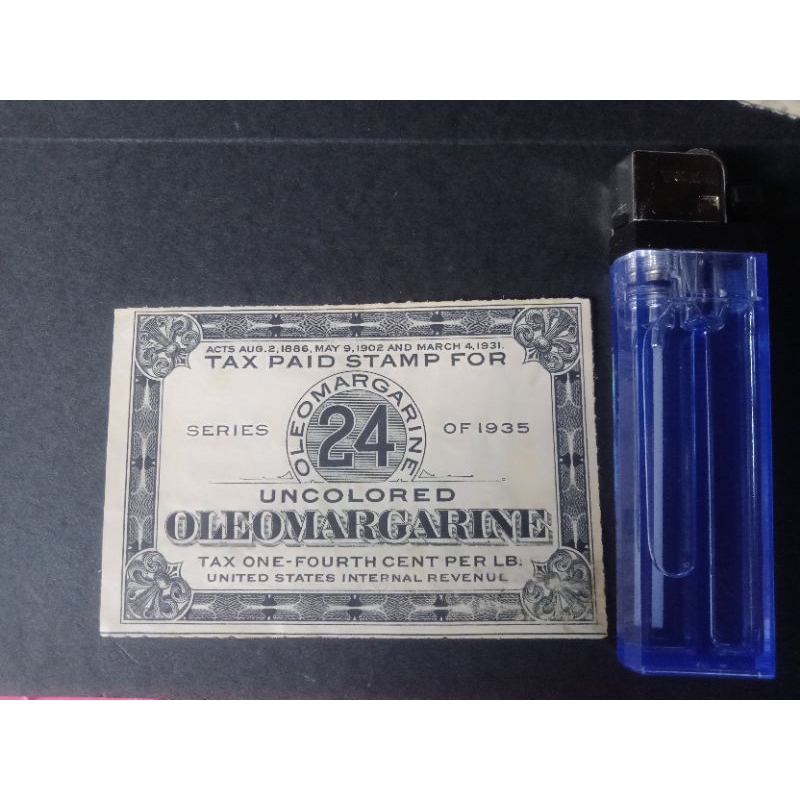 ACTS AUG. 2, 1886, MAY 9, 1902 AND MARCH 4, 1931.
TAX PAID STAMP FOR
OLEOMARGARINE
SERIES 24 OF 1935
UNCOLORED
OLEOMARGARINE
TAX ONE-FOURTH CENT PER LB.
UNITED STATES INTERNAL REVENUE